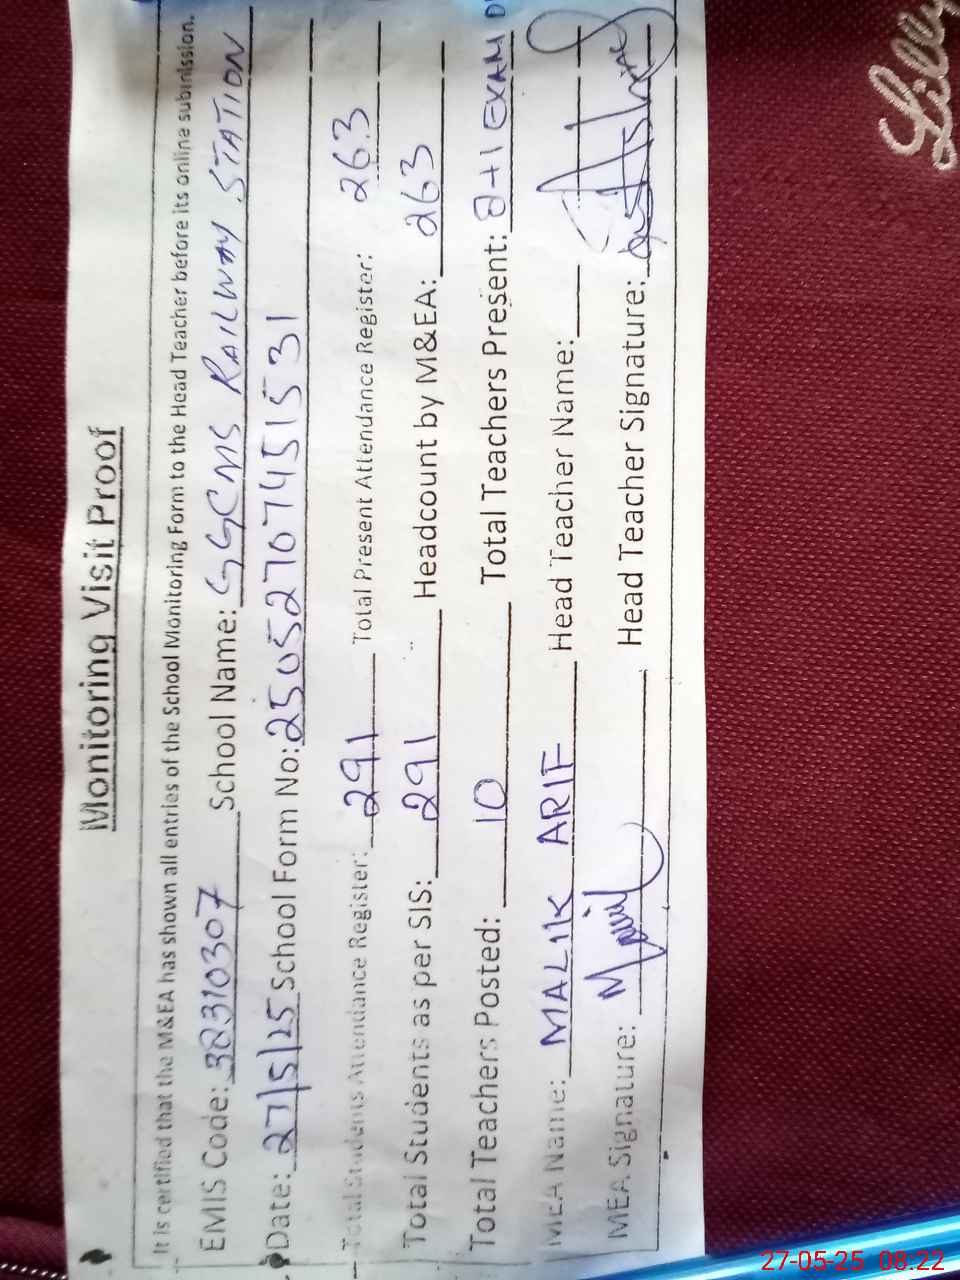 Monitoring Visit Proof
It is certified that the M&EA has shown all entries of the School Monitoring Form to the Head Teacher before its online submission.
EMIS Code: 38310307 School Name: GGCMS RAILWAY STATION
Date: 27/5/25 School Form No: 25052707451531
Total Students Attendance Register: 291 Total Present Attendance Register: 263
Total Students as per SIS: 291 Headcount by M&EA: 263
Total Teachers Posted: 10 Total Teachers Present: 8+1 EXAM D
MEA Name: MALIK ARIF Head Teacher Name:
MEA Signature: Head Teacher Signature:
Lilly
27-05-25 08:22